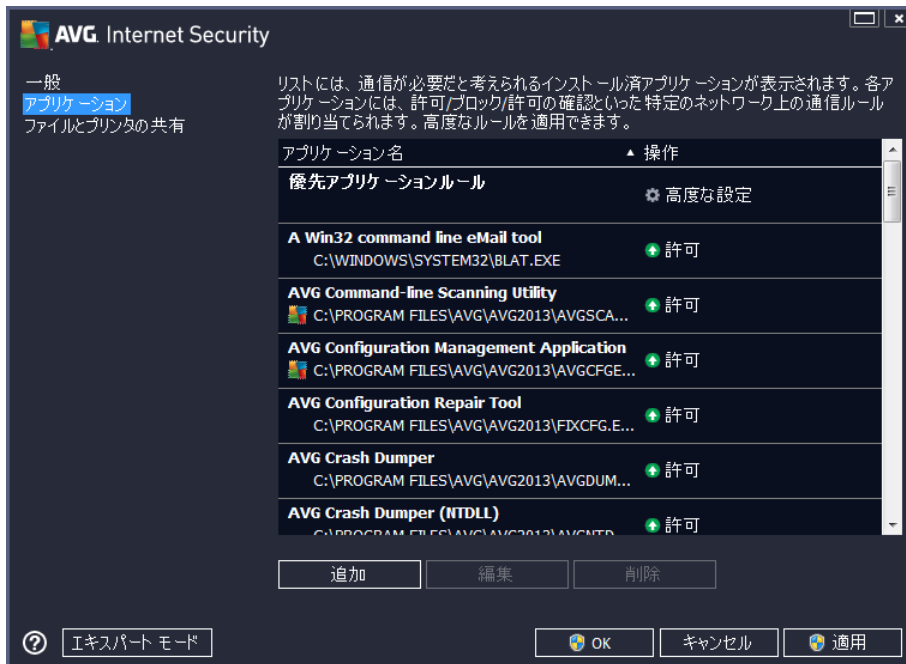 AVG. Internet Security
一般
アプリケーション
ファイルとプリンタの共有
リストには、通信が必要だと考えられるインストール済アプリケーションが表示されます。各ア
プリケーションには、許可/ブロック/許可の確認といった特定のネットワーク上の通信ルール
が割り当てられます。高度なルールを適用できます。
アプリケーション名 ▲ 操作
優先アプリケーションルール
高度な設定
A Win32 command line eMail tool
C:\WINDOWS\SYSTEM32\BLAT.EXE
許可
AVG Command-line Scanning Utility
C:\PROGRAM FILES\AVG\AVG2013\AVGSCA...
許可
AVG Configuration Management Application
C:\PROGRAM FILES\AVG\AVG2013\AVGCFGE...
許可
AVG Configuration Repair Tool
C:\PROGRAM FILES\AVG\AVG2013\FIXCFG.E...
許可
AVG Crash Dumper
C:\PROGRAM FILES\AVG\AVG2013\AVGDUM...
許可
AVG Crash Dumper (NTDLL)
C:\PROGRAM FILES\AVG\AVG2013\AVGNTD
許可
追加 編集 削除
? エキスパート モード OK キャンセル 適用